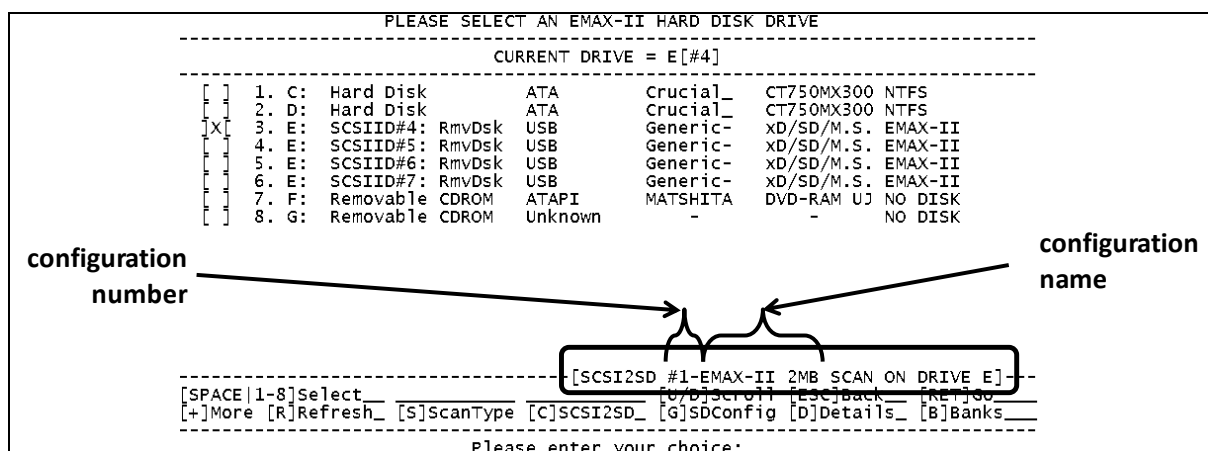 PLEASE SELECT AN EMAX-II HARD DISK DRIVE
CURRENT DRIVE = E[#4]
[ ] 1. C: Hard Disk ATA Crucial_ CT750MX300 NTFS
[ ] 2. D: Hard Disk ATA Crucial_ CT750MX300 NTFS
]X[ 3. E: SCSIID#4: RmvDsk USB Generic- xD/SD/M.S. EMAX-II
[ ] 4. E: SCSIID#5: RmvDsk USB Generic- xD/SD/M.S. EMAX-II
[ ] 5. E: SCSIID#6: RmvDsk USB Generic- xD/SD/M.S. EMAX-II
[ ] 6. E: SCSIID#7: RmvDsk USB Generic- xD/SD/M.S. EMAX-II
[ ] 7. F: Removable CDROM ATAPI MATSHITA DVD-RAM UJ NO DISK
[ ] 8. G: Removable CDROM Unknown - - NO DISK
configuration number
configuration name
[SCSI2SD #1-EMAX-II 2MB SCAN ON DRIVE E]
[SPACE|1-8]Select__ [U/D]Scroll [ESC]Back__ [RET]Go____
[+]More [R]Refresh_ [S]ScanType [C]SCSI2SD_ [G]SDConfig [D]Details_ [B]Banks___
Please enter your choice: